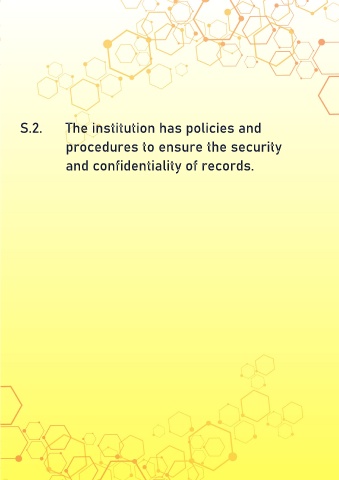 S.2. The institution has policies and
procedures to ensure the security
and confidentiality of records.